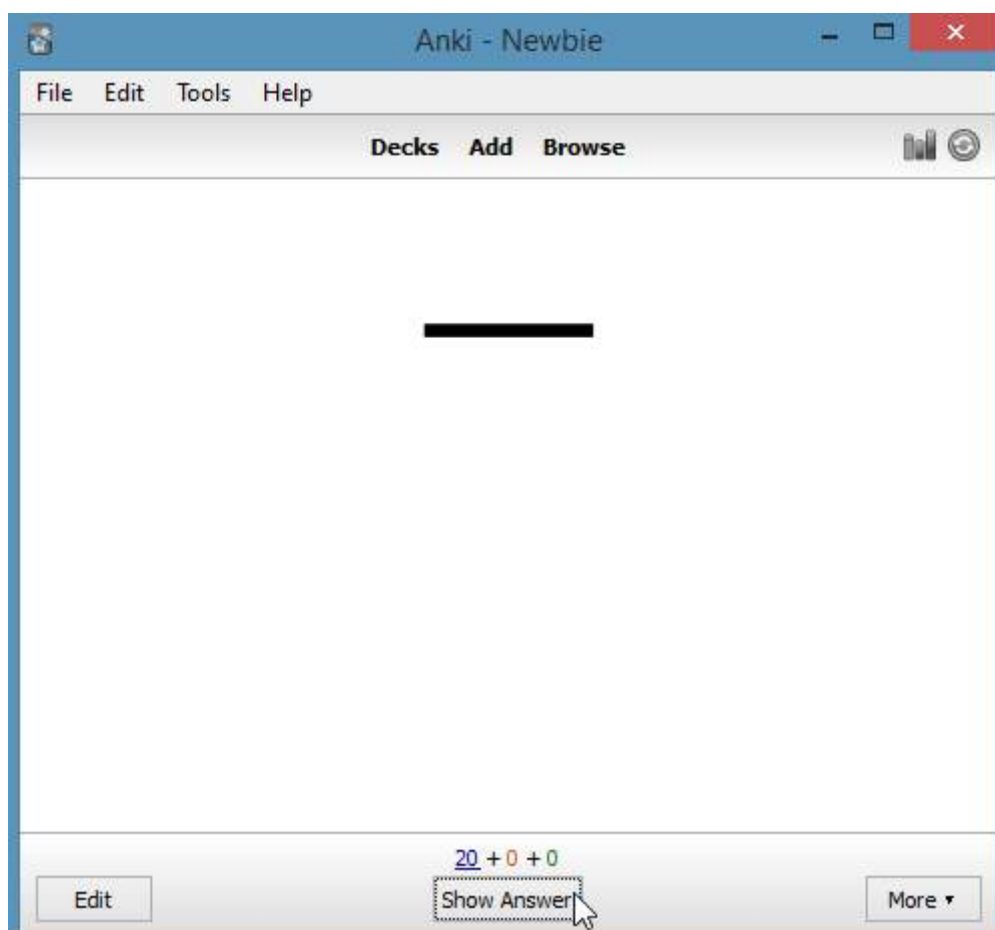 Anki - Newbie
File Edit Tools Help
Decks Add Browse
20 + 0 + 0
Edit Show Answer More ▾